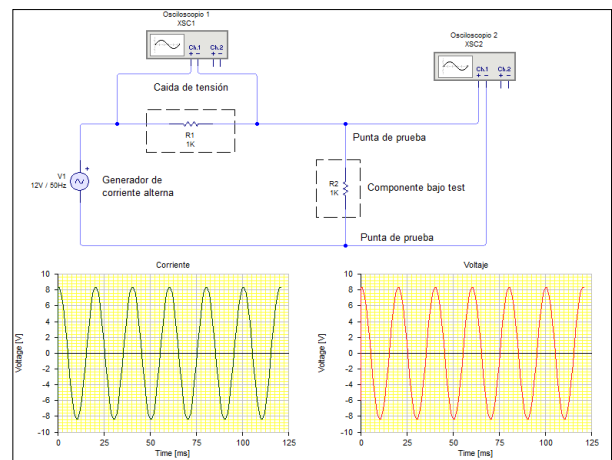 Osciloscopio 1
XSC1
Ch.1 Ch.2
+ − + −
Osciloscopio 2
XSC2
Ch.1 Ch.2
+ − + −
Caida de tensión
R1
1K
Punta de prueba
V1
12V / 50Hz
+
Generador de
corriente alterna
R2
1K
Componente bajo test
Punta de prueba
Corriente
Voltage [V]
10
8
6
4
2
0
-2
-4
-6
-8
-10
0 25 50 75 100 125
Time [ms]
Voltaje
Voltage [V]
10
8
6
4
2
0
-2
-4
-6
-8
-10
0 25 50 75 100 125
Time [ms]